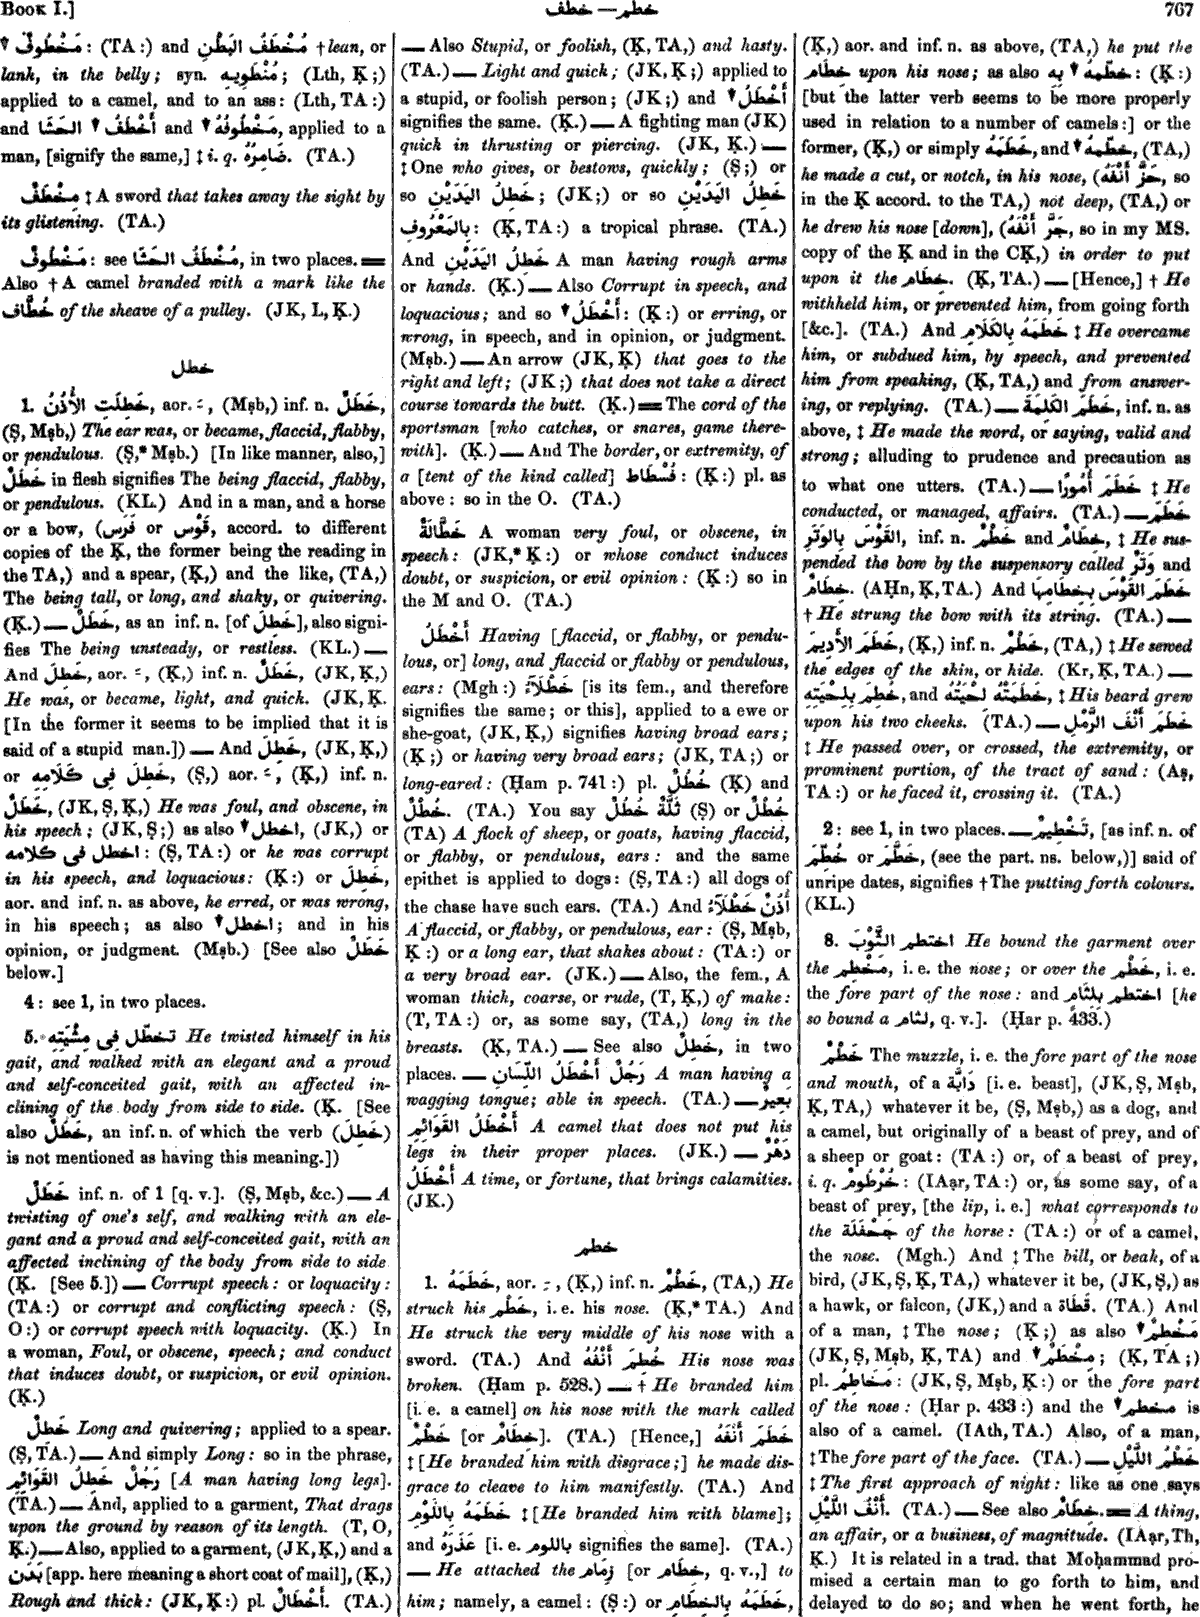 BOOK I.]
خطف — خطم
767
مَخْطُوفٌ ↑ : (TA:) and مُخْطَفُ البَطْنِ † lean, or
lank, in the belly; syn. مُنْطَوِيهِ; (Lth, Ḳ;)
applied to a camel, and to an ass: (Lth, TA:)
and أَخْطَفُ ↑ الحَشَا and مَخْطُوفُهُ ↑, applied to a
man, [signify the same,] ‡ i. q. ضَامِرُهُ. (TA.)
مِخْطَفٌ ‡ A sword that takes away the sight by
its glistening. (TA.)
مَخْطُوفٌ: see مُخْطَفُ الحَشَا, in two places. ==
Also † A camel branded with a mark like the
خُطَّاف of the sheave of a pulley. (JK, L, Ḳ.)
خطل
1. خَطِلَتِ الأُذُنُ, aor. ـَ, (Mṣb,) inf. n. خَطَلٌ,
(Ṣ, Mṣb,) The ear was, or became, flaccid, flabby,
or pendulous. (Ṣ,* Mṣb.) [In like manner, also,]
خَطَلٌ in flesh signifies The being flaccid, flabby,
or pendulous. (KL.) And in a man, and a horse
or a bow, (فَرَس or قَوْس, accord. to different
copies of the Ḳ, the former being the reading in
the TA,) and a spear, (Ḳ,) and the like, (TA,)
The being tall, or long, and shaky, or quivering.
(Ḳ.) — خَطَلٌ, as an inf. n. [of خَطِلَ], also signi-
fies The being unsteady, or restless. (KL.) —
And خَطِلَ, aor. ـَ, (Ḳ,) inf. n. خَطَلٌ, (JK, Ḳ,)
He was, or became, light, and quick. (JK, Ḳ.
[In the former it seems to be implied that it is
said of a stupid man.]) — And خَطِلَ, (JK, Ḳ,)
or خَطِلَ فِى كَلَامِهِ, (Ṣ,) aor. ـَ, (Ḳ,) inf. n.
خَطَلٌ, (JK, Ṣ, Ḳ,) He was foul, and obscene, in
his speech; (JK, Ṣ;) as also اخطل ↑, (JK,) or
اخطل فى كلامه: (Ṣ, TA:) or he was corrupt
in his speech, and loquacious: (Ḳ:) or خَطِلَ,
aor. and inf. n. as above, he erred, or was wrong,
in his speech; as also اخطل ↑; and in his
opinion, or judgment. (Mṣb.) [See also خَطَلٌ
below.]
4: see 1, in two places.
5. تخطّل فِى مِشْيَتِهِ He twisted himself in his
gait, and walked with an elegant and a proud
and self-conceited gait, with an affected in-
clining of the body from side to side. (Ḳ. [See
also خَطَلٌ, an inf. n. of which the verb (خَطِلَ)
is not mentioned as having this meaning.])
خَطَلٌ inf. n. of 1 [q. v.]. (Ṣ, Mṣb, &c.) — A
twisting of one's self, and walking with an ele-
gant and a proud and self-conceited gait, with an
affected inclining of the body from side to side
(Ḳ. [See 5.]) — Corrupt speech: or loquacity:
(TA:) or corrupt and conflicting speech: (Ṣ,
O:) or corrupt speech with loquacity. (Ḳ.) In
a woman, Foul, or obscene, speech; and conduct
that induces doubt, or suspicion, or evil opinion.
(Ḳ.)
خَطِلٌ Long and quivering; applied to a spear.
(Ṣ, TA.) — And simply Long: so in the phrase,
رَجُلٌ خَطِلُ القَوَائِمِ [A man having long legs].
(TA.) — And, applied to a garment, That drags
upon the ground by reason of its length. (T, O,
Ḳ.) — Also, applied to a garment, (JK, Ḳ,) and a
بَدَن [app. here meaning a short coat of mail], (Ḳ,)
Rough and thick: (JK, Ḳ:) pl. أَخْطَالٌ. (TA.)
— Also Stupid, or foolish, (Ḳ, TA,) and hasty.
(TA.) — Light and quick; (JK, Ḳ;) applied to
a stupid, or foolish person; (JK;) and أَخْطَلُ ↑
signifies the same. (Ḳ.) — A fighting man (JK)
quick in thrusting or piercing. (JK, Ḳ.) —
‡ One who gives, or bestows, quickly; (Ṣ;) or
so خَطِلُ اليَدَيْنِ; (JK;) or so خَطِلُ اليَدَيْنِ
بِالمَعْرُوفِ: (Ḳ, TA:) a tropical phrase. (TA.)
And خَطِلُ اليَدَيْنِ A man having rough arms
or hands. (Ḳ.) — Also Corrupt in speech, and
loquacious; and so أَخْطَلُ ↑: (Ḳ:) or erring, or
wrong, in speech, and in opinion, or judgment.
(Mṣb.) — An arrow (JK, Ḳ) that goes to the
right and left; (JK;) that does not take a direct
course towards the butt. (Ḳ.) == The cord of the
sportsman [who catches, or snares, game there-
with]. (Ḳ.) — And The border, or extremity, of
a [tent of the kind called] فُسْطَاط: (Ḳ:) pl. as
above: so in the O. (TA.)
خَطَّالَةٌ A woman very foul, or obscene, in
speech: (JK,* Ḳ:) or whose conduct induces
doubt, or suspicion, or evil opinion: (Ḳ:) so in
the M and O. (TA.)
أَخْطَلُ Having [flaccid, or flabby, or pendu-
lous, or] long, and flaccid or flabby or pendulous,
ears: (Mgh:) خَطْلَآءُ [is its fem., and therefore
signifies the same; or this], applied to a ewe or
she-goat, (JK, Ḳ,) signifies having broad ears;
(Ḳ;) or having very broad ears; (JK, TA;) or
long-eared: (Ḥam p. 741:) pl. خُطُلٌ (Ḳ) and
خُطْلٌ. (TA.) You say ثَلَّةٌ خُطْلٌ (Ṣ) or خُطُلٌ
(TA) A flock of sheep, or goats, having flaccid,
or flabby, or pendulous, ears: and the same
epithet is applied to dogs: (Ṣ, TA:) all dogs of
the chase have such ears. (TA.) And أُذُنٌ خَطْلَآءُ
A flaccid, or flabby, or pendulous, ear: (Ṣ, Mṣb,
Ḳ:) or a long ear, that shakes about: (TA:) or
a very broad ear. (JK.) — Also, the fem., A
woman thick, coarse, or rude, (T, Ḳ,) of make:
(T, TA:) or, as some say, (TA,) long in the
breasts. (Ḳ, TA.) — See also خَطِلٌ, in two
places. — رَجُلٌ أَخْطَلُ اللِّسَانِ A man having a
wagging tongue; able in speech. (TA.) — بَعِيرٌ
أَخْطَلُ القَوَائِمِ A camel that does not put his
legs in their proper places. (JK.) — دَهْرٌ
أَخْطَلُ A time, or fortune, that brings calamities.
(JK.)
خطم
1. خَطَمَهُ, aor. ـِ, (Ḳ,) inf. n. خَطْمٌ, (TA,) He
struck his خَطْم, i. e. his nose. (Ḳ,* TA.) And
He struck the very middle of his nose with a
sword. (TA.) And خُطِمَ أَنْفُهُ His nose was
broken. (Ḥam p. 528.) — † He branded him
[i. e. a camel] on his nose with the mark called
خَطْمٌ [or خِطَامٌ]. (TA.) [Hence,] خَطَمَ أَنْفَهُ
‡ [He branded him with disgrace;] he made dis-
grace to cleave to him manifestly. (TA.) And
خَطَمَهُ بِاللَّوْمِ ‡ [He branded him with blame];
and عَذَرَهُ [i. e. باللوم signifies the same]. (TA.)
— He attached the زِمَام [or خِطَام, q. v.,] to
him; namely, a camel: (Ṣ:) or خَطَمَهُ بِالخِطَامِ,
(Ḳ,) aor. and inf. n. as above, (TA,) he put the
خِطَام upon his nose; as also خَطَّمَهُ ↑ بِهِ: (Ḳ:)
[but the latter verb seems to be more properly
used in relation to a number of camels:] or the
former, (Ḳ,) or simply خَطَمَهُ, and خَطَّمَهُ ↑, (TA,)
he made a cut, or notch, in his nose, (حَزَّ أَنْفَهُ, so
in the Ḳ accord. to the TA,) not deep, (TA,) or
he drew his nose [down], (جَرَّ أَنْفَهُ, so in my MS.
copy of the Ḳ and in the CḲ,) in order to put
upon it the خِطَام. (Ḳ, TA.) — [Hence,] † He
withheld him, or prevented him, from going forth
[&c.]. (TA.) And خَطَمَهُ بِالكَلَامِ ‡ He overcame
him, or subdued him, by speech, and prevented
him from speaking, (Ḳ, TA,) and from answer-
ing, or replying. (TA.) — خَطَمَ الكَلِمَةَ, inf. n. as
above, ‡ He made the word, or saying, valid and
strong; alluding to prudence and precaution as
to what one utters. (TA.) — خَطَمَ أُمُورًا ‡ He
conducted, or managed, affairs. (TA.) — خَطَمَ
القَوْسَ بِالوَتَرِ, inf. n. خَطْمٌ and خِطَامٌ, ‡ He sus-
pended the bow by the suspensory called وَتَرٌ and
خِطَامٌ. (AḤn, Ḳ, TA.) And خَطَمَ القَوْسَ بِخِطَامِهَا
† He strung the bow with its string. (TA.) —
خَطَمَ الأَدِيمَ, (Ḳ,) inf. n. خَطْمٌ, (TA,) ‡ He sewed
the edges of the skin, or hide. (Kr, Ḳ, TA.) —
خَطَمَ بِلِحْيَتِهِ, and خَطَمَتْهُ لِحْيَتُهُ, ‡ His beard grew
upon his two cheeks. (TA.) — خَطَمَ أَنْفَ الرَّمْلِ
‡ He passed over, or crossed, the extremity, or
prominent portion, of the tract of sand: (Aṣ,
TA:) or he faced it, crossing it. (TA.)
2: see 1, in two places. — تَخْطِيمٌ, [as inf. n. of
خَطَّمَ or خُطِّمَ, (see the part. ns. below,)] said of
unripe dates, signifies † The putting forth colours.
(KL.)
8. اختطم الثَّوْبَ He bound the garment over
the مَخْطِم, i. e. the nose; or over the خَطْم, i. e.
the fore part of the nose: and اختطم بِلِثَامٍ [he
so bound a لثام, q. v.]. (Ḥar p. 433.)
خَطْمٌ The muzzle, i. e. the fore part of the nose
and mouth, of a دَابَّة [i. e. beast], (JK, Ṣ, Mṣb,
Ḳ, TA,) whatever it be, (Ṣ, Mṣb,) as a dog, and
a camel, but originally of a beast of prey, and of
a sheep or goat: (TA:) or, of a beast of prey,
i. q. خُرْطُومٌ: (IAạr, TA:) or, as some say, of a
beast of prey, [the lip, i. e.] what corresponds to
the جَحْفَلَة of the horse: (TA:) or of a camel,
the nose. (Mgh.) And ‡ The bill, or beak, of a
bird, (JK, Ṣ, Ḳ, TA,) whatever it be, (JK, Ṣ,) as
a hawk, or falcon, (JK,) and a قَطَاة. (TA.) And
of a man, ‡ The nose; (Ḳ;) as also مَخْطِمٌ ↑
(JK, Ṣ, Mṣb, Ḳ, TA) and مِخْطَمٌ ↑; (Ḳ, TA;)
pl. مَخَاطِمُ: (JK, Ṣ, Mṣb, Ḳ:) or the fore part
of the nose: (Ḥar p. 433:) and the مخطم ↑ is
also of a camel. (IAth, TA.) Also, of a man,
‡ The fore part of the face. (TA.) — خَطْمُ اللَّيْلِ
‡ The first approach of night: like as one says
أَنْفُ اللَّيْلِ. (TA.) — See also خِطَامٌ. == A thing,
an affair, or a business, of magnitude. (IAạr, Th,
Ḳ.) It is related in a trad. that Moḥammad pro-
mised a certain man to go forth to him, and
delayed to do so; and when he went forth, he